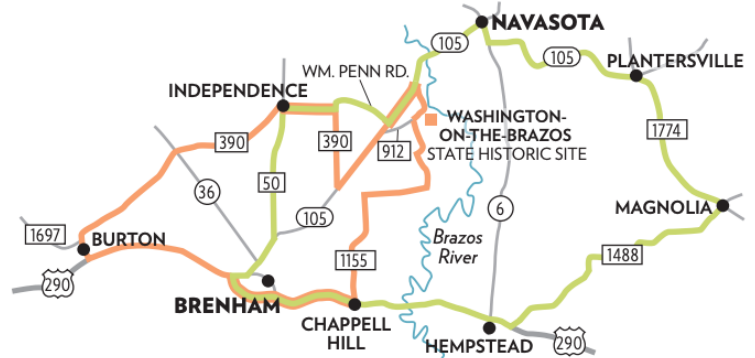 NAVASOTA
105
105
PLANTERSVILLE
WM. PENN RD.
INDEPENDENCE
WASHINGTON-
ON-THE-BRAZOS
STATE HISTORIC SITE
390
390
912
1774
36
50
105
6
MAGNOLIA
1697
BURTON
Brazos
River
1488
1155
290
BRENHAM
CHAPPELL
HILL
HEMPSTEAD
290